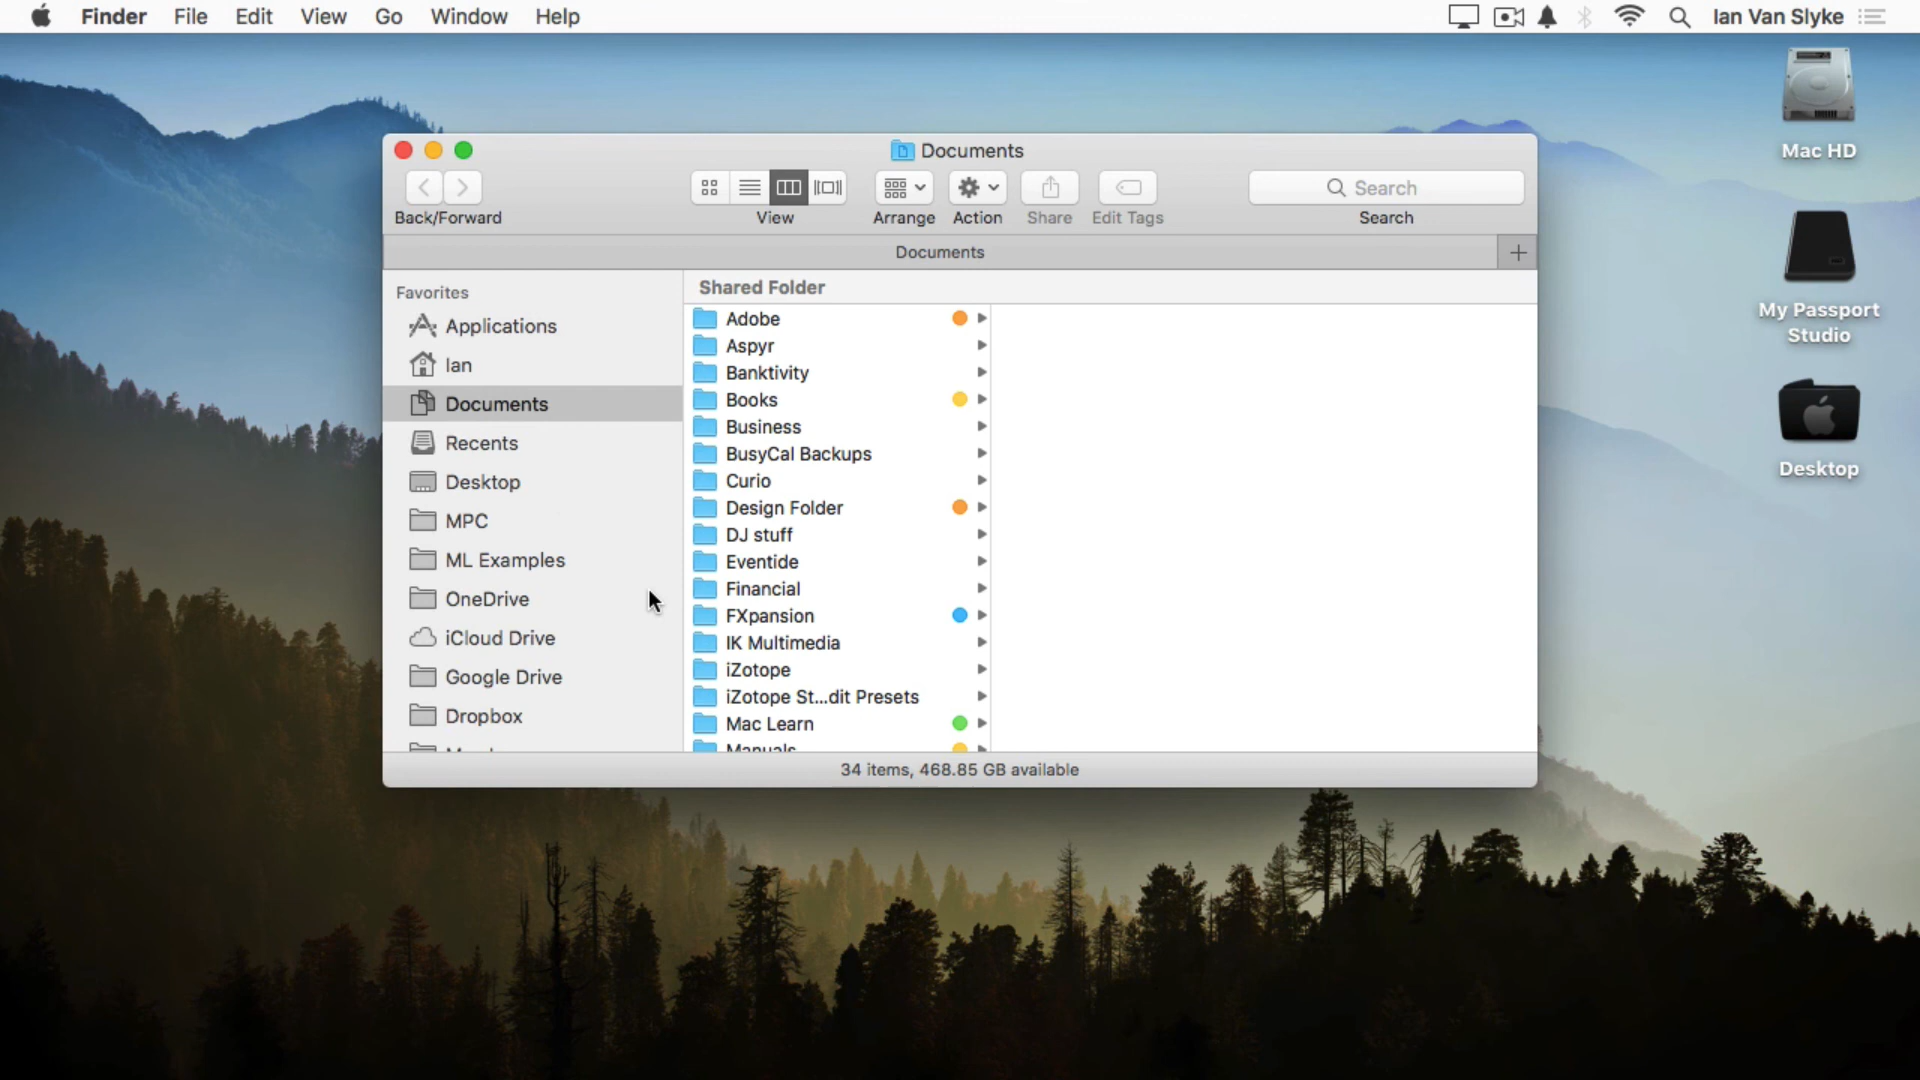 Finder File Edit View Go Window Help Ian Van Slyke
Mac HD
My Passport
Studio
Desktop
Documents
Search
Back/Forward View Arrange Action Share Edit Tags Search
Documents
Favorites
Applications
Ian
Documents
Recents
Desktop
MPC
ML Examples
OneDrive
iCloud Drive
Google Drive
Dropbox
Shared Folder
Adobe
Aspyr
Banktivity
Books
Business
BusyCal Backups
Curio
Design Folder
DJ stuff
Eventide
Financial
FXpansion
IK Multimedia
iZotope
iZotope St...dit Presets
Mac Learn
Manuals
34 items, 468.85 GB available